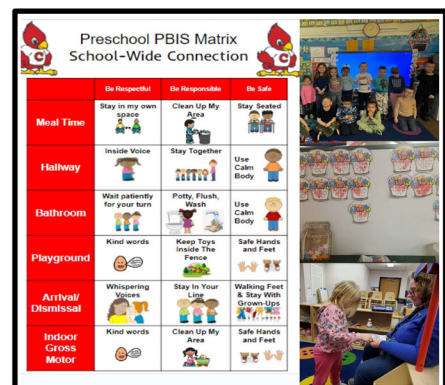 Preschool PBIS Matrix
School-Wide Connection
Be Respectful Be Responsible Be Safe
Meal Time
Stay in my own
space
Clean Up My
Area
Stay Seated
Hallway
Inside Voice
Stay Together
Use
Calm
Body
Bathroom
Wait patiently
for your turn
Potty, Flush,
Wash
Use
Calm
Body
Playground
Kind words
Keep Toys
Inside The
Fence
Safe Hands
and Feet
Arrival/
Dismissal
Whispering
Voices
Stay In Your
Line
Walking Feet
& Stay With
Grown-Ups
Indoor
Gross
Motor
Kind words
Clean Up My
Area
Safe Hands
and Feet